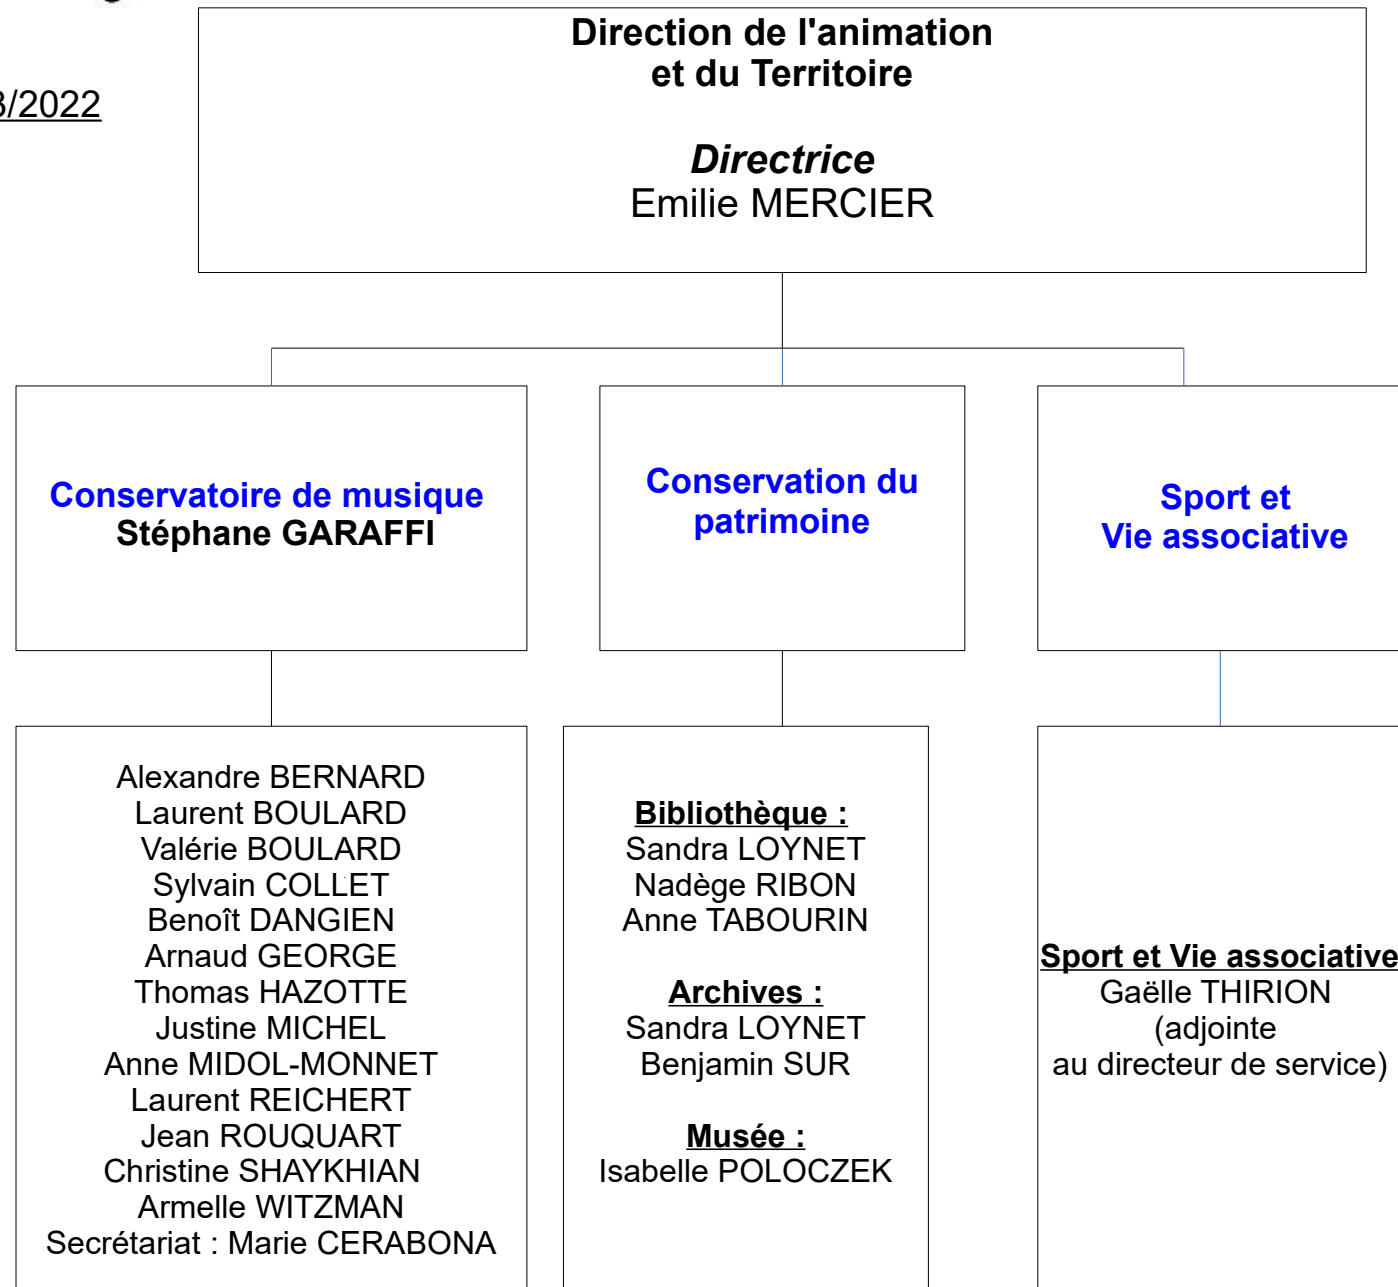 Direction de l'animation
et du Territoire
/2022
Directrice
Emilie MERCIER
Conservatoire de musique
Stéphane GARAFFI
Conservation du
patrimoine
Sport et
Vie associative
Alexandre BERNARD
Laurent BOULARD
Valérie BOULARD
Sylvain COLLET
Benoît DANGIEN
Arnaud GEORGE
Thomas HAZOTTE
Justine MICHEL
Anne MIDOL-MONNET
Laurent REICHERT
Jean ROUQUART
Christine SHAYKHIAN
Armelle WITZMAN
Secrétariat : Marie CERABONA
Bibliothèque :
Sandra LOYNET
Nadège RIBON
Anne TABOURIN
Archives :
Sandra LOYNET
Benjamin SUR
Musée :
Isabelle POLOCZEK
Sport et Vie associative
Gaëlle THIRION
(adjointe
au directeur de service)